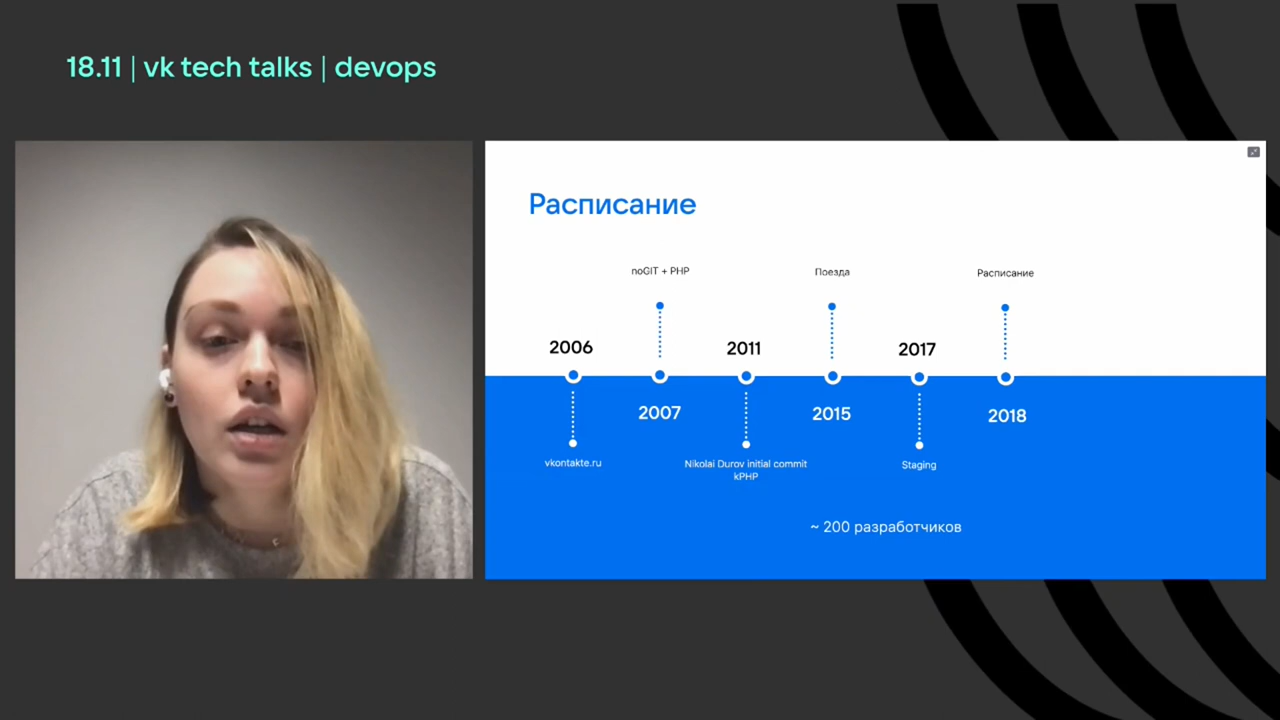 18.11 | vk tech talks | devops
Расписание
noGIT + PHP
Поезда
Расписание
2006
2011
2017
2007
2015
2018
vkontakte.ru
Nikolai Durov initial commit
kPHP
Staging
~ 200 разработчиков